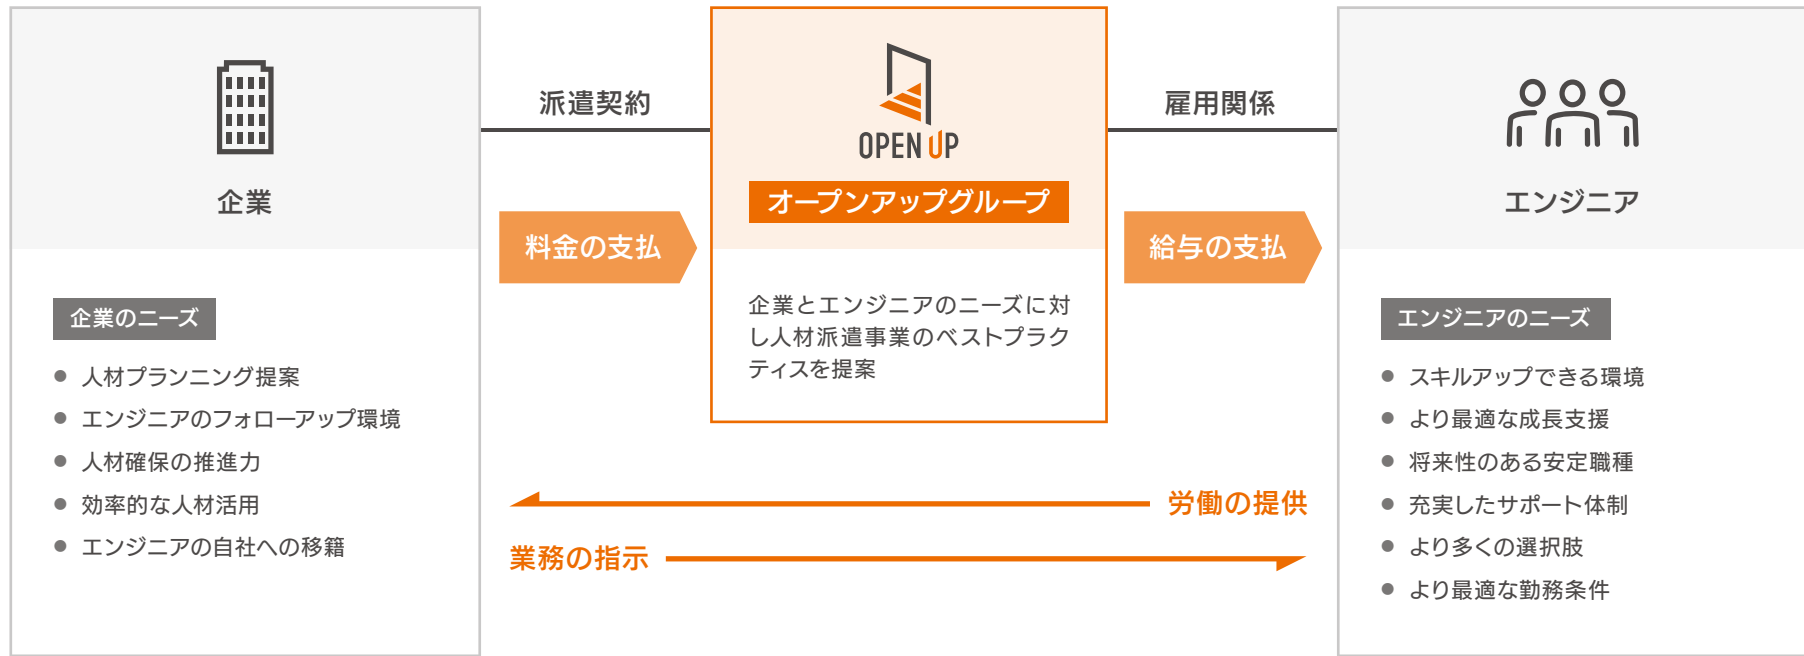 企業
企業のニーズ
人材プランニング提案
エンジニアのフォローアップ環境
人材確保の推進力
効率的な人材活用
エンジニアの自社への移籍
派遣契約
料金の支払
OPEN UP
オープンアップグループ
企業とエンジニアのニーズに対
し人材派遣事業のベストプラク
ティスを提案
雇用関係
給与の支払
労働の提供
業務の指示
エンジニア
エンジニアのニーズ
スキルアップできる環境
より最適な成長支援
将来性のある安定職種
充実したサポート体制
より多くの選択肢
より最適な勤務条件